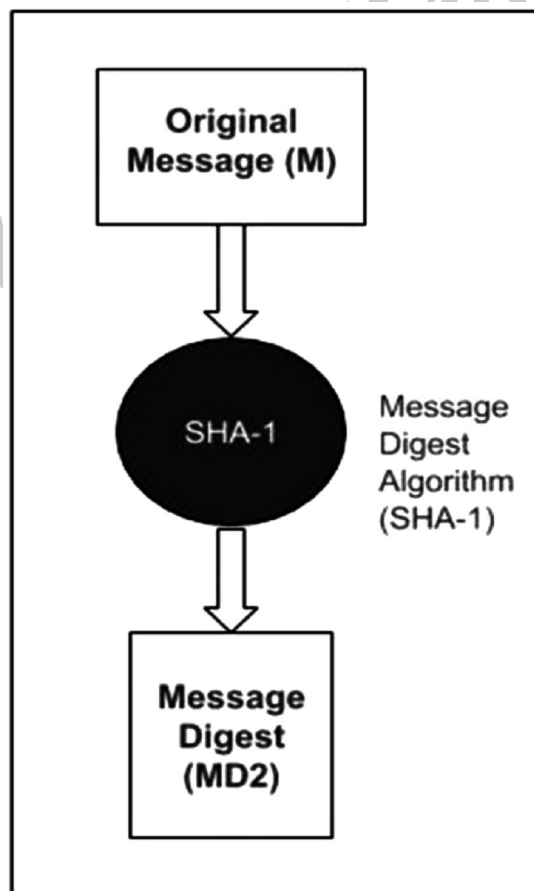 Original
Message (M)
SHA-1
Message
Digest
Algorithm
(SHA-1)
Message
Digest
(MD2)